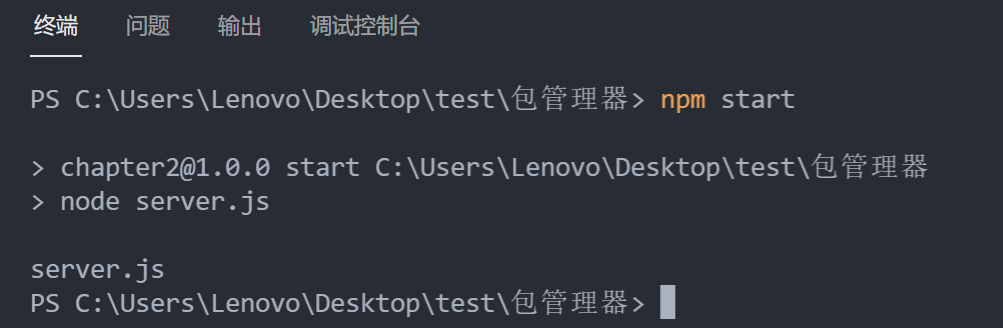 终端 问题 输出 调试控制台
PS C:\Users\Lenovo\Desktop\test\包管理器> npm start
> chapter2@1.0.0 start C:\Users\Lenovo\Desktop\test\包管理器
> node server.js
server.js
PS C:\Users\Lenovo\Desktop\test\包管理器>